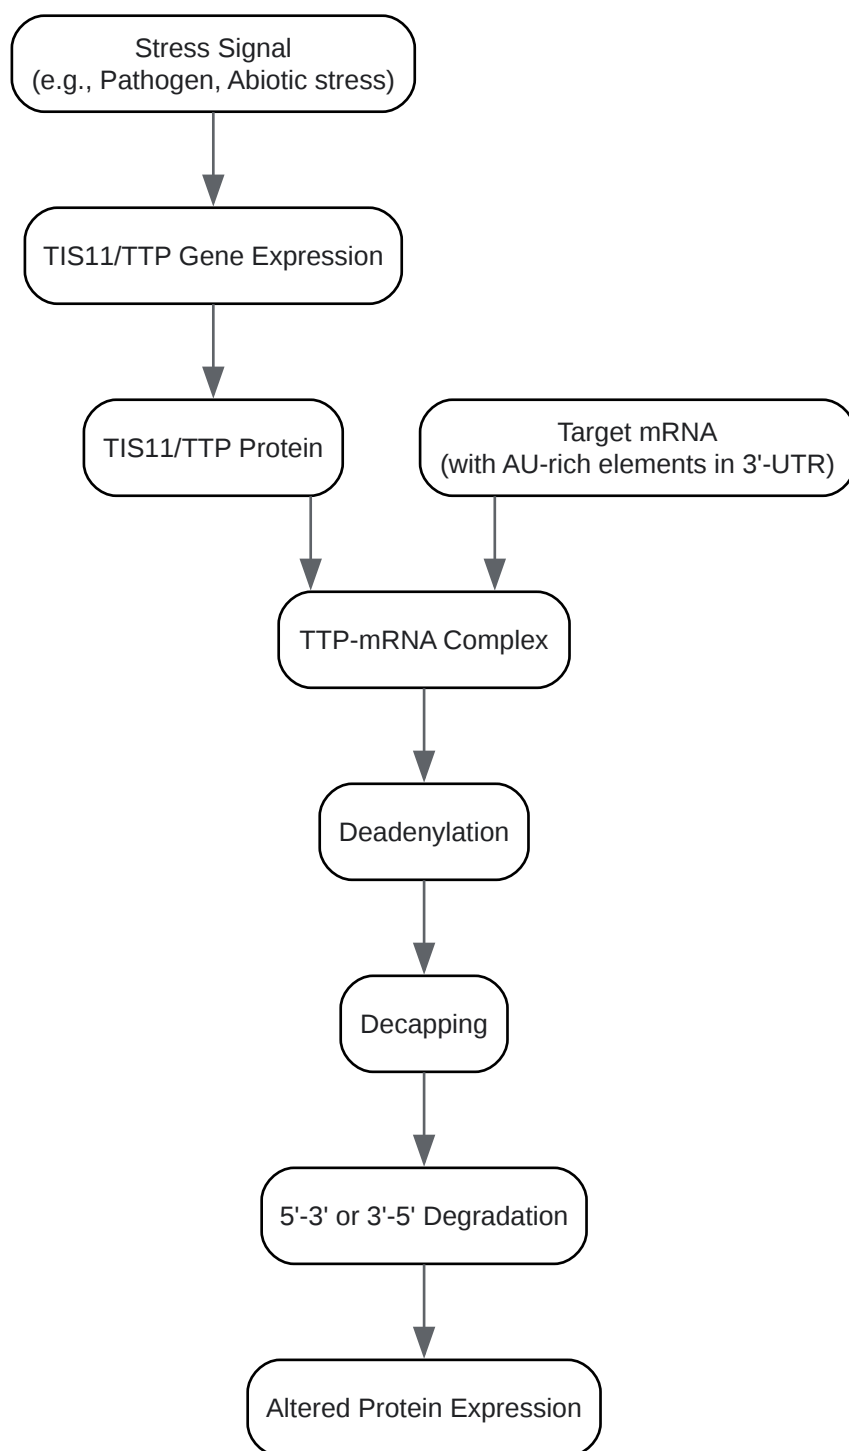 Stress Signal
(e.g., Pathogen, Abiotic stress)
TIS11/TTP Gene Expression
TIS11/TTP Protein
Target mRNA
(with AU-rich elements in 3'-UTR)
TTP-mRNA Complex
Deadenylation
Decapping
5'-3' or 3'-5' Degradation
Altered Protein Expression